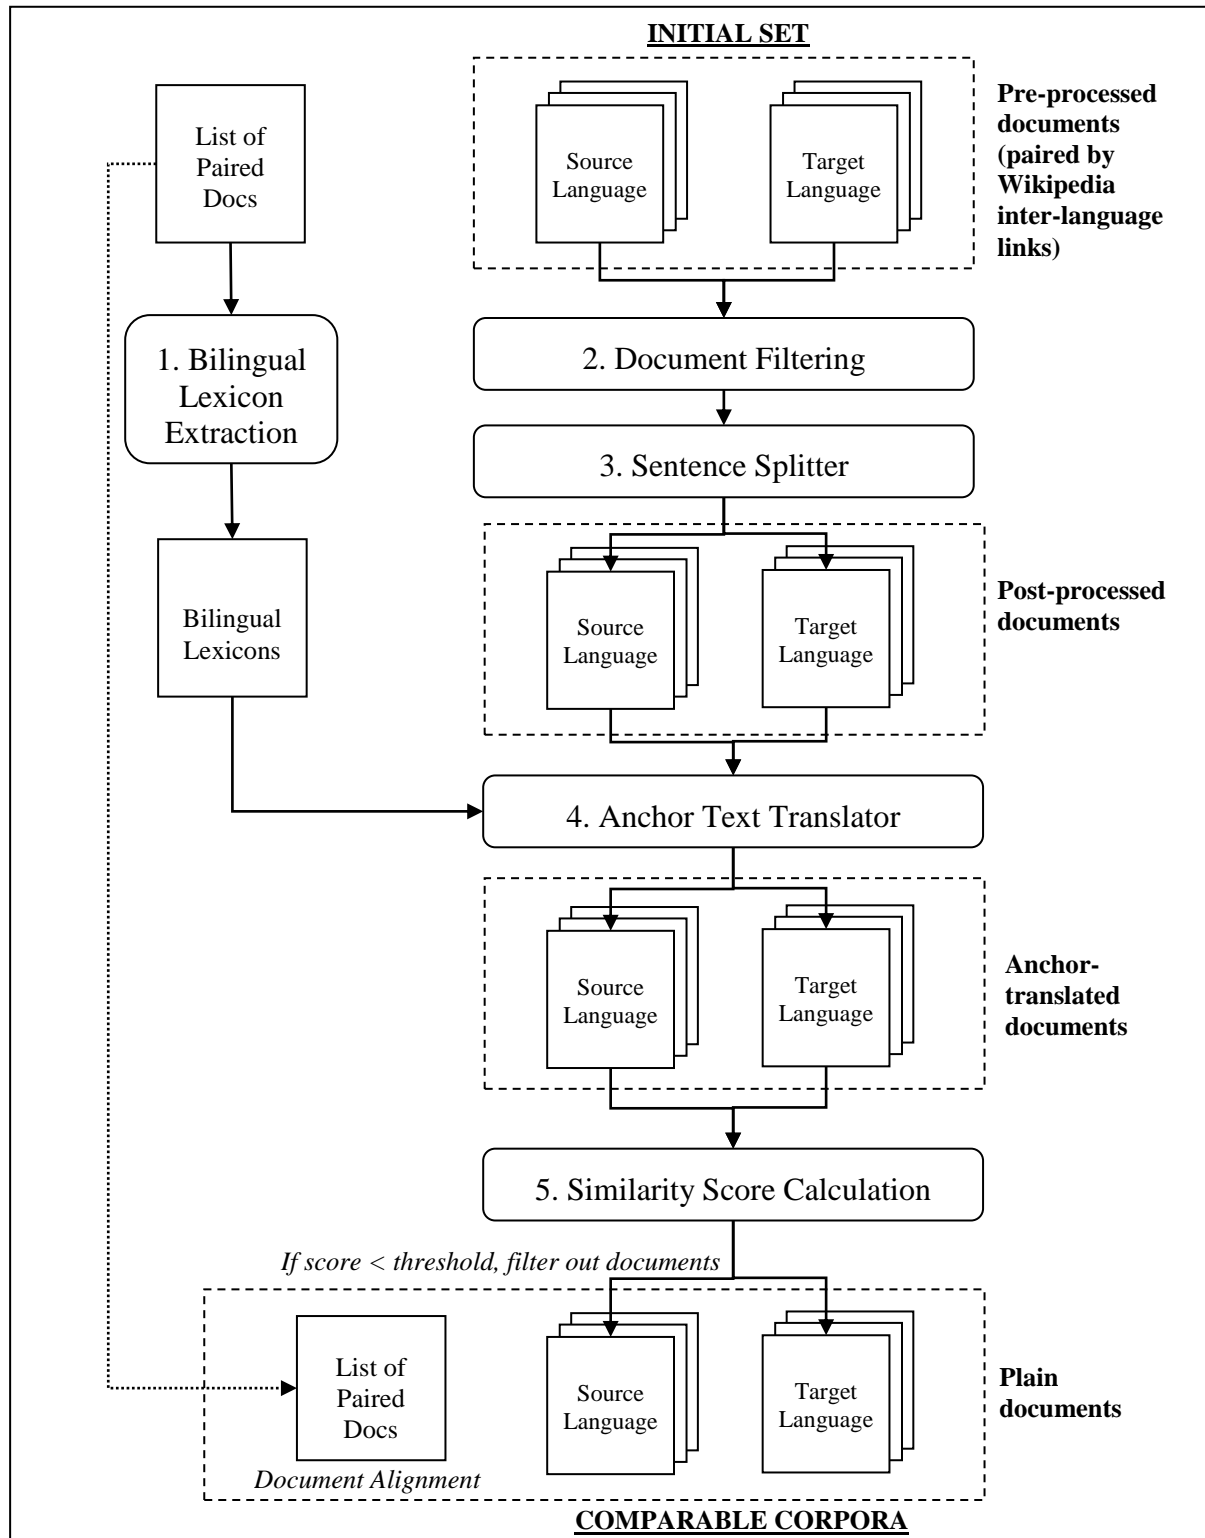 INITIAL SET
List of
Paired
Docs
Source
Language
Target
Language
Pre-processed
documents
(paired by
Wikipedia
inter-language
links)
1. Bilingual
Lexicon
Extraction
2. Document Filtering
3. Sentence Splitter
Bilingual
Lexicons
Source
Language
Target
Language
Post-processed
documents
4. Anchor Text Translator
Source
Language
Target
Language
Anchor-
translated
documents
5. Similarity Score Calculation
If score < threshold, filter out documents
List of
Paired
Docs
Document Alignment
Source
Language
Target
Language
Plain
documents
COMPARABLE CORPORA